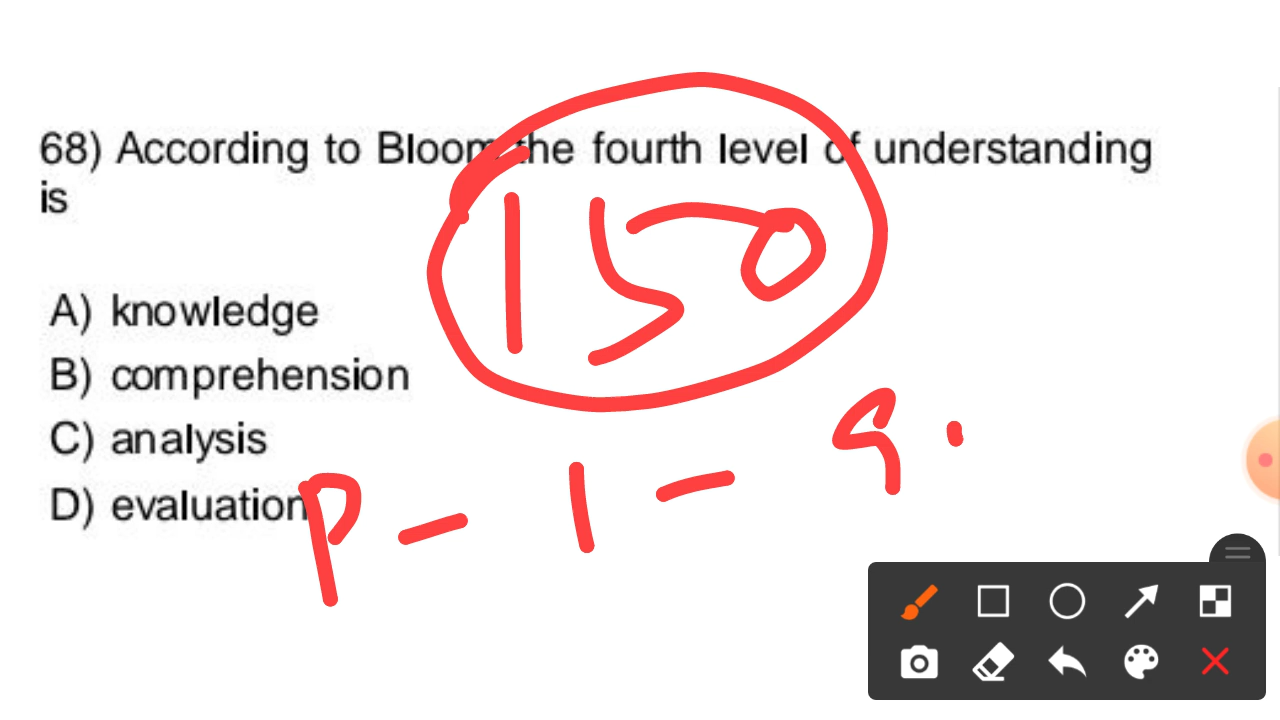 68) According to Bloom the fourth level of understanding
is
150
A) knowledge
B) comprehension
C) analysis
D) evaluation
P - 1 - 9.